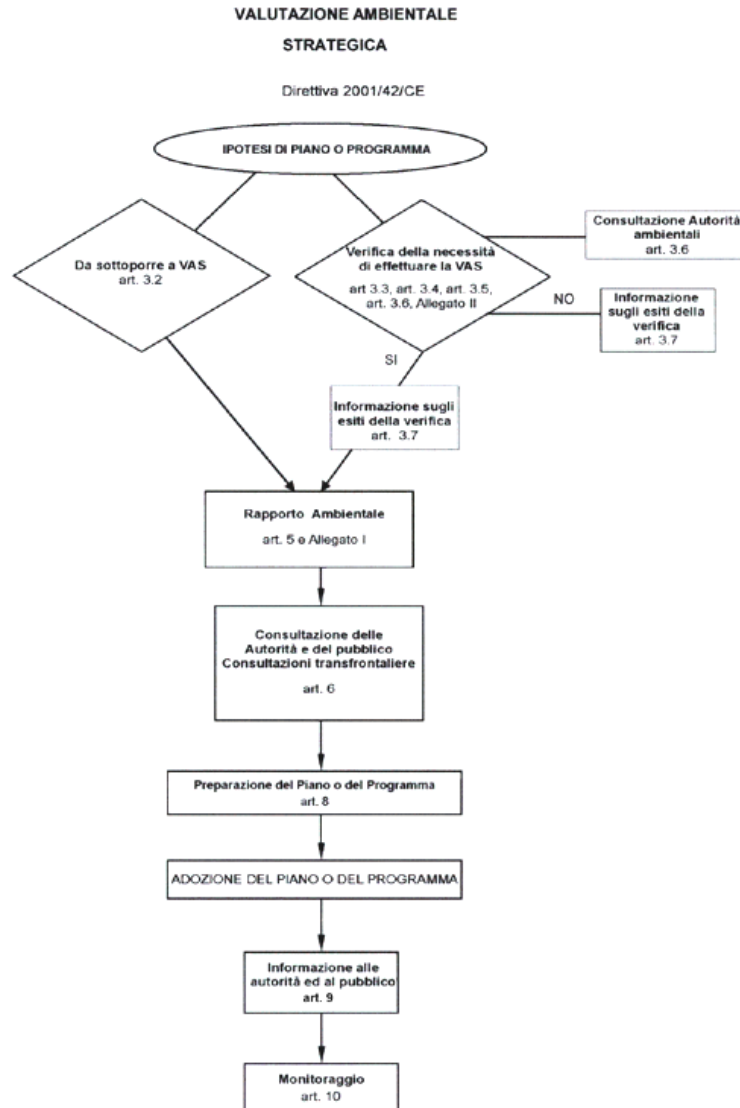 VALUTAZIONE AMBIENTALE
STRATEGICA
Direttiva 2001/42/CE
IPOTESI DI PIANO O PROGRAMMA
Da sottoporre a VAS
art. 3.2
Verifica della necessità
di effettuare la VAS
art 3.3, art. 3.4, art. 3.5,
art. 3.6, Allegato II
Consultazione Autorità
ambientali
art. 3.6
NO
Informazione
sugli esiti della
verifica
art. 3.7
SI
Informazione sugli
esiti della verifica
art. 3.7
Rapporto Ambientale
art. 5 e Allegato I
Consultazione delle
Autorità e del pubblico
Consultazioni transfrontaliere
art. 6
Preparazione del Piano o del Programma
art. 8
ADOZIONE DEL PIANO O DEL PROGRAMMA
Informazione alle
autorità ed al pubblico
art. 9
Monitoraggio
art. 10